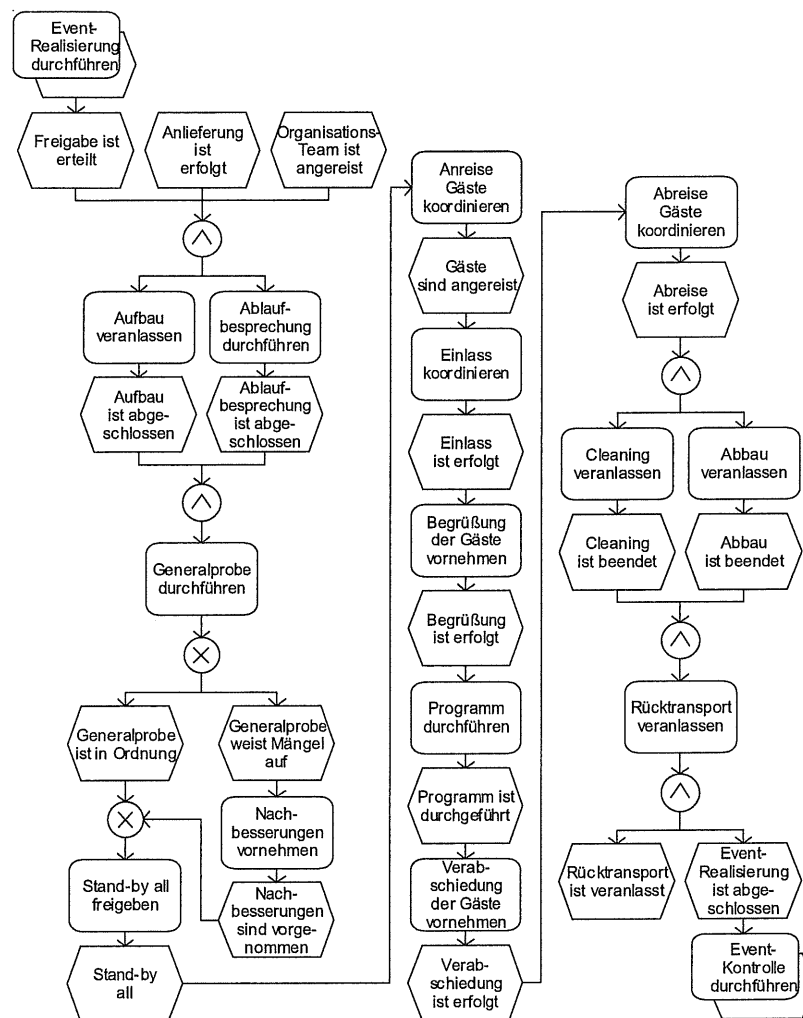 Event-
Realisierung
durchführen
Freigabe ist
erteilt
Anlieferung
ist
erfolgt
Organisations-
Team ist
angereist
Aufbau
veranlassen
Ablauf-
besprechung
durchführen
Aufbau
ist abge-
schlossen
Ablauf-
besprechung
ist abge-
schlossen
Generalprobe
durchführen
Generalprobe
ist in Ordnung
Generalprobe
weist Mängel
auf
Nach-
besserungen
vornehmen
Stand-by all
freigeben
Nach-
besserungen
sind vorge-
nommen
Stand-by
all
Anreise
Gäste
koordinieren
Gäste
sind angereist
Einlass
koordinieren
Einlass
ist erfolgt
Begrüßung
der Gäste
vornehmen
Begrüßung
ist erfolgt
Programm
durchführen
Programm ist
durchgeführt
Verab-
schiedung
der Gäste
vornehmen
Verab-
schiedung
ist erfolgt
Abreise
Gäste
koordinieren
Abreise
ist erfolgt
Cleaning
veranlassen
Abbau
veranlassen
Cleaning
ist beendet
Abbau
ist beendet
Rücktransport
veranlassen
Rücktransport
ist veranlasst
Event-
Realisierung
ist abge-
schlossen
Event-
Kontrolle
durchführen